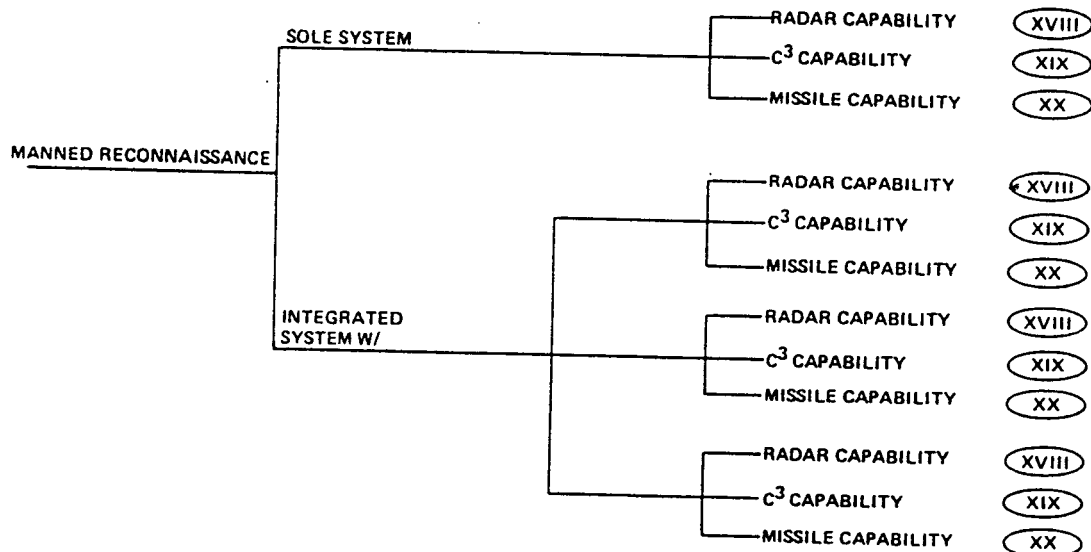 RADAR CAPABILITY XVIII
SOLE SYSTEM
C³ CAPABILITY XIX
MISSILE CAPABILITY XX
MANNED RECONNAISSANCE
RADAR CAPABILITY XVIII
C³ CAPABILITY XIX
MISSILE CAPABILITY XX
INTEGRATED
SYSTEM W/
RADAR CAPABILITY XVIII
C³ CAPABILITY XIX
MISSILE CAPABILITY XX
RADAR CAPABILITY XVIII
C³ CAPABILITY XIX
MISSILE CAPABILITY XX